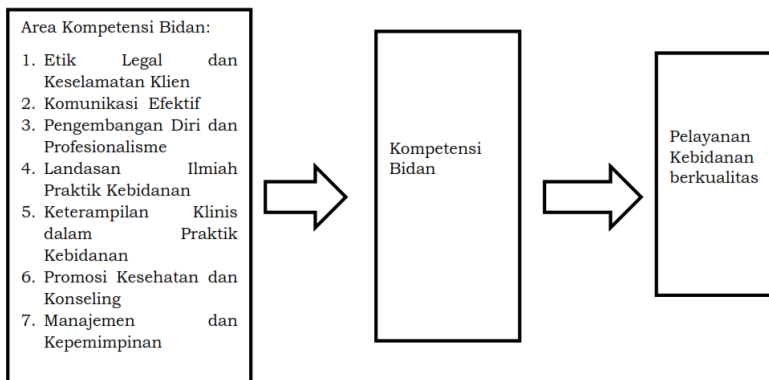 Area Kompetensi Bidan:
1. Etik Legal dan
Keselamatan Klien
2. Komunikasi Efektif
3. Pengembangan Diri dan
Profesionalisme
4. Landasan Ilmiah
Praktik Kebidanan
5. Keterampilan Klinis
dalam Praktik
Kebidanan
6. Promosi Kesehatan dan
Konseling
7. Manajemen dan
Kepemimpinan
Kompetensi
Bidan
Pelayanan
Kebidanan
berkualitas